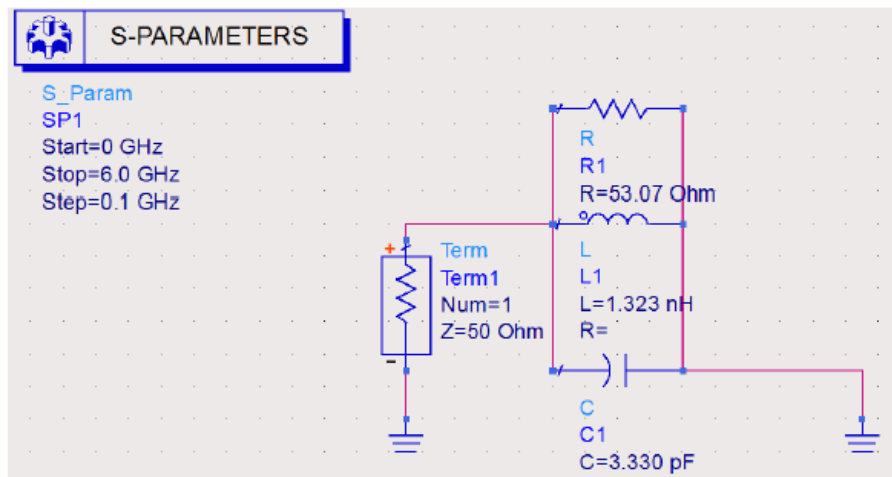 S-PARAMETERS
S_Param
SP1
Start=0 GHz
Stop=6.0 GHz
Step=0.1 GHz
R
R1
R=53.07 Ohm
L
L1
L=1.323 nH
R=
+
Term
Term1
Num=1
Z=50 Ohm
-
C
C1
C=3.330 pF